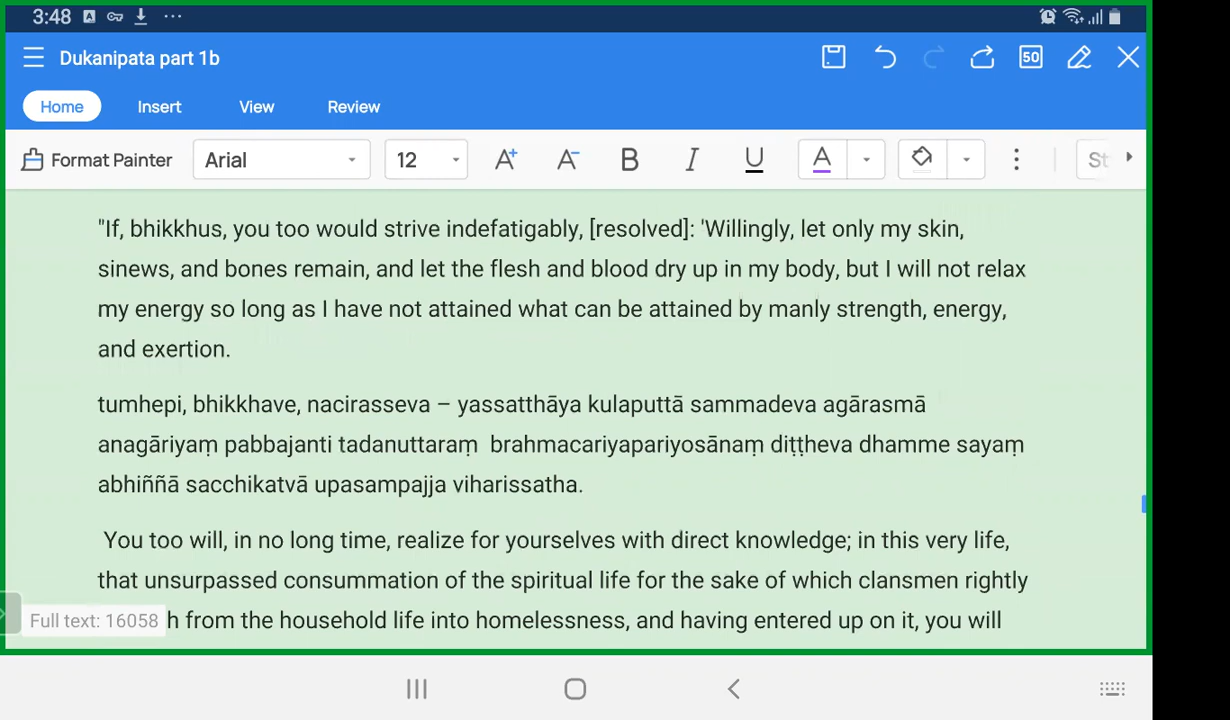 3:48
Dukanipata part 1b
50
Home Insert View Review
Format Painter Arial 12 A+ A- B I U A St
"If, bhikkhus, you too would strive indefatigably, [resolved]: 'Willingly, let only my skin,
sinews, and bones remain, and let the flesh and blood dry up in my body, but I will not relax
my energy so long as I have not attained what can be attained by manly strength, energy,
and exertion.
tumhepi, bhikkhave, nacirasseva – yassatthāya kulaputtā sammadeva agārasmā
anagāriyaṃ pabbajanti tadanuttaraṃ brahmacariyapariyosānaṃ diṭṭheva dhamme sayaṃ
abhiññā sacchikatvā upasampajja viharissatha.
You too will, in no long time, realize for yourselves with direct knowledge; in this very life,
that unsurpassed consummation of the spiritual life for the sake of which clansmen rightly
h from the household life into homelessness, and having entered up on it, you will
Full text: 16058